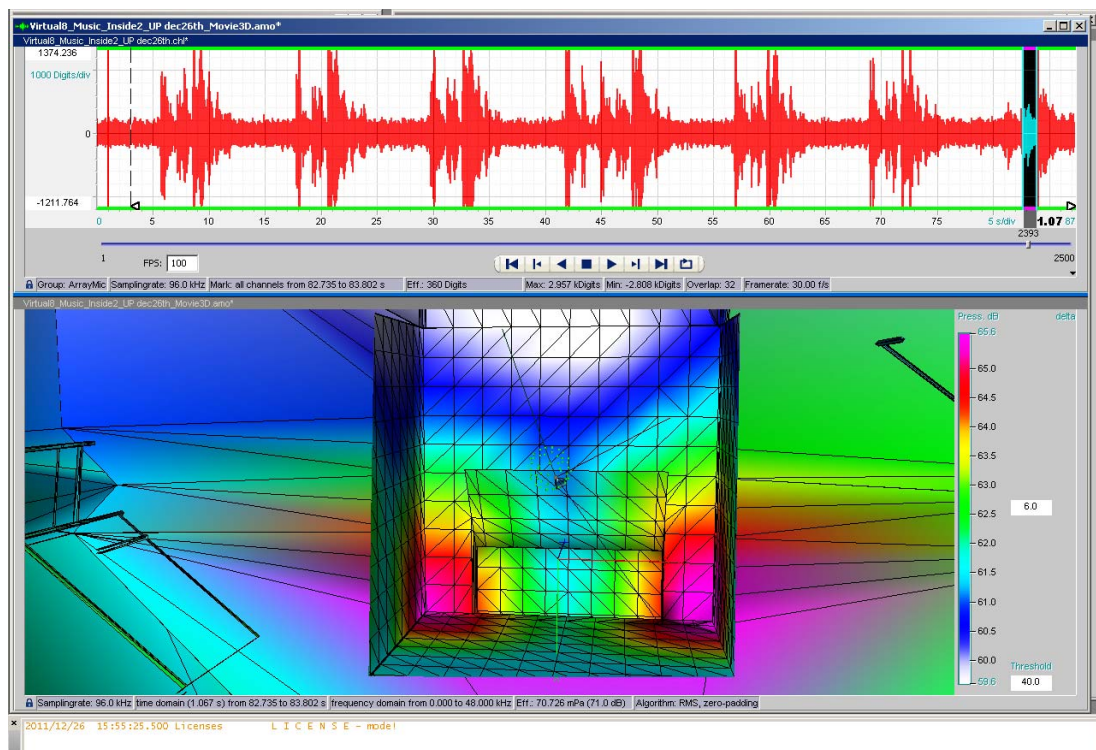 Virtual8_Music_Inside2_UP dec26th_Movie3D.amo*
Virtual8_Music_Inside2_UP dec26th.chl*
1374.236
1000 Digits/div
0
-1211.764
0 5 10 15 20 25 30 35 40 45 50 55 60 65 70 75 5 s/div 1.07 87
2393
1 FPS: 100 2500
Group: ArrayMic Samplingrate: 96.0 kHz Mark: all channels from 82.735 to 83.802 s Eff.: 360 Digits Max: 2.957 kDigits Min: -2.808 kDigits Overlap: 32 Framerate: 30.00 f/s
Virtual8_Music_Inside2_UP dec26th_Movie3D.amo*
Press. dB delta
65.6
65.0
64.5
64.0
63.5
63.0
62.5 6.0
62.0
61.5
61.0
60.5
60.0 Threshold
59.6 40.0
Samplingrate: 96.0 kHz time domain (1.067 s) from 82.735 to 83.802 s frequency domain from 0.000 to 48.000 kHz Eff.: 70.726 mPa (71.0 dB) Algorithm: RMS, zero-padding
2011/12/26 15:55:25.500 Licenses L I C E N S E - mode!